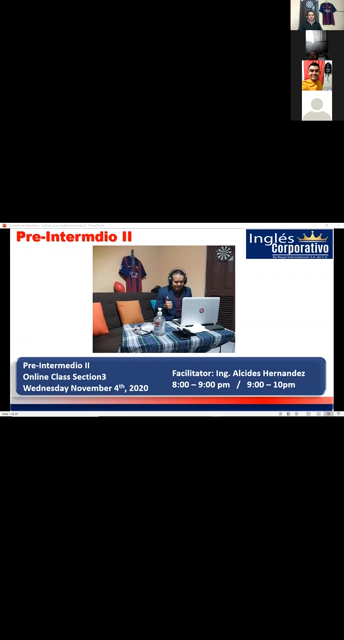 Pre-Intermdio II
Inglés
Corporativo
Pre-Intermedio II
Online Class Section3
Wednesday November 4th, 2020
Facilitator: Ing. Alcides Hernandez
8:00 – 9:00 pm / 9:00 – 10pm